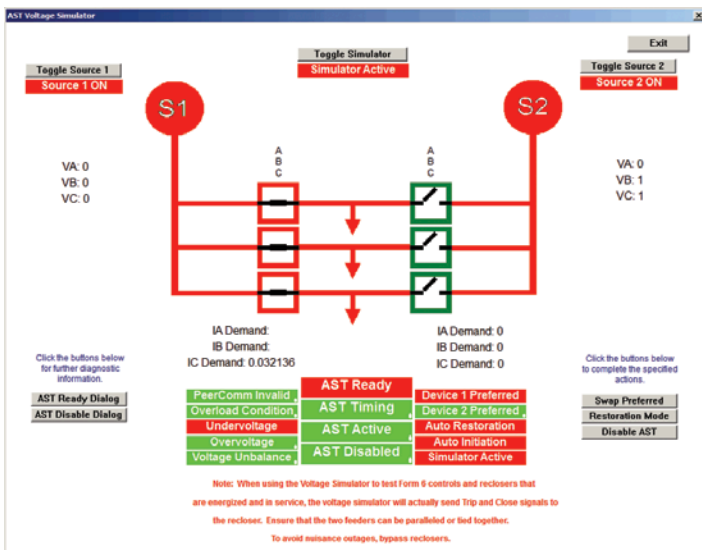 AST Voltage Simulator
Exit
Toggle Simulator
Simulator Active
Toggle Source 1
Source 1 ON
Toggle Source 2
Source 2 ON
S1
S2
A
B
C
A
B
C
VA: 0
VB: 0
VC: 0
VA: 0
VB: 1
VC: 1
IA Demand:
IB Demand:
IC Demand: 0.032136
IA Demand: 0
IB Demand: 0
IC Demand: 0
Click the buttons below
for further diagnostic
information.
AST Ready Dialog
AST Disable Dialog
PeerComm Invalid
Overload Condition
Undervoltage
Overvoltage
Voltage Unbalance
AST Ready
AST Timing
AST Active
AST Disabled
Device 1 Preferred
Device 2 Preferred
Auto Restoration
Auto Initiation
Simulator Active
Click the buttons below
to complete the specified
actions.
Swap Preferred
Restoration Mode
Disable AST
Note: When using the Voltage Simulator to test Form 6 controls and reclosers that
are energized and in service, the voltage simulator will actually send Trip and Close signals to
the recloser. Ensure that the two feeders can be paralleled or tied together.
To avoid nuisance outages, bypass reclosers.